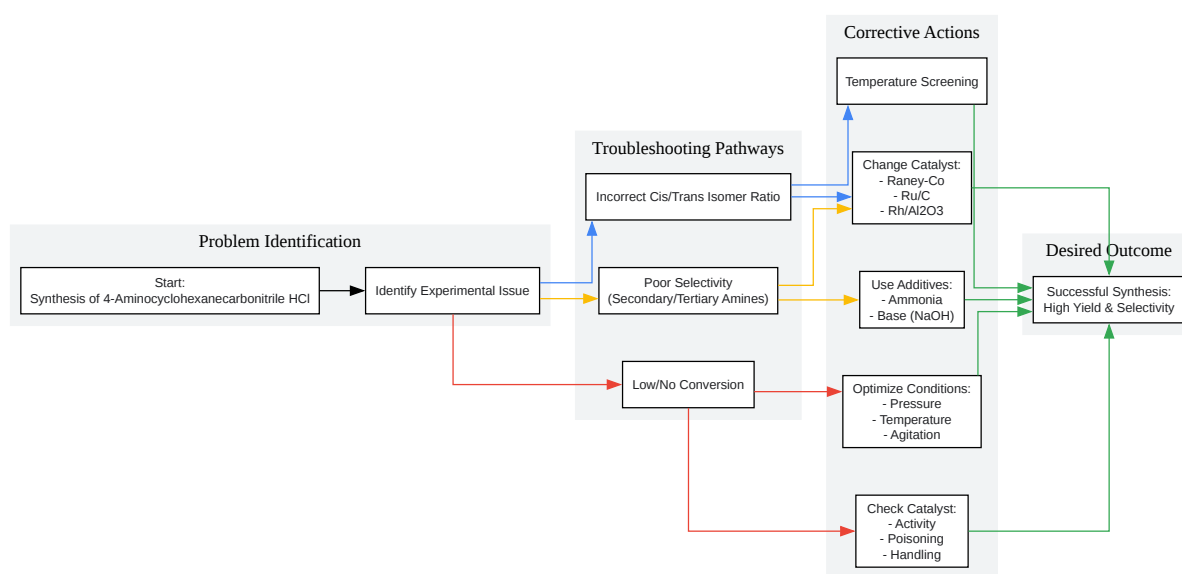 Problem Identification
Start:
Synthesis of 4-Aminocyclohexanecarbonitrile HCl
Identify Experimental Issue
Troubleshooting Pathways
Incorrect Cis/Trans Isomer Ratio
Poor Selectivity
(Secondary/Tertiary Amines)
Low/No Conversion
Corrective Actions
Temperature Screening
Change Catalyst:
- Raney-Co
- Ru/C
- Rh/Al2O3
Use Additives:
- Ammonia
- Base (NaOH)
Optimize Conditions:
- Pressure
- Temperature
- Agitation
Check Catalyst:
- Activity
- Poisoning
- Handling
Desired Outcome
Successful Synthesis:
High Yield & Selectivity